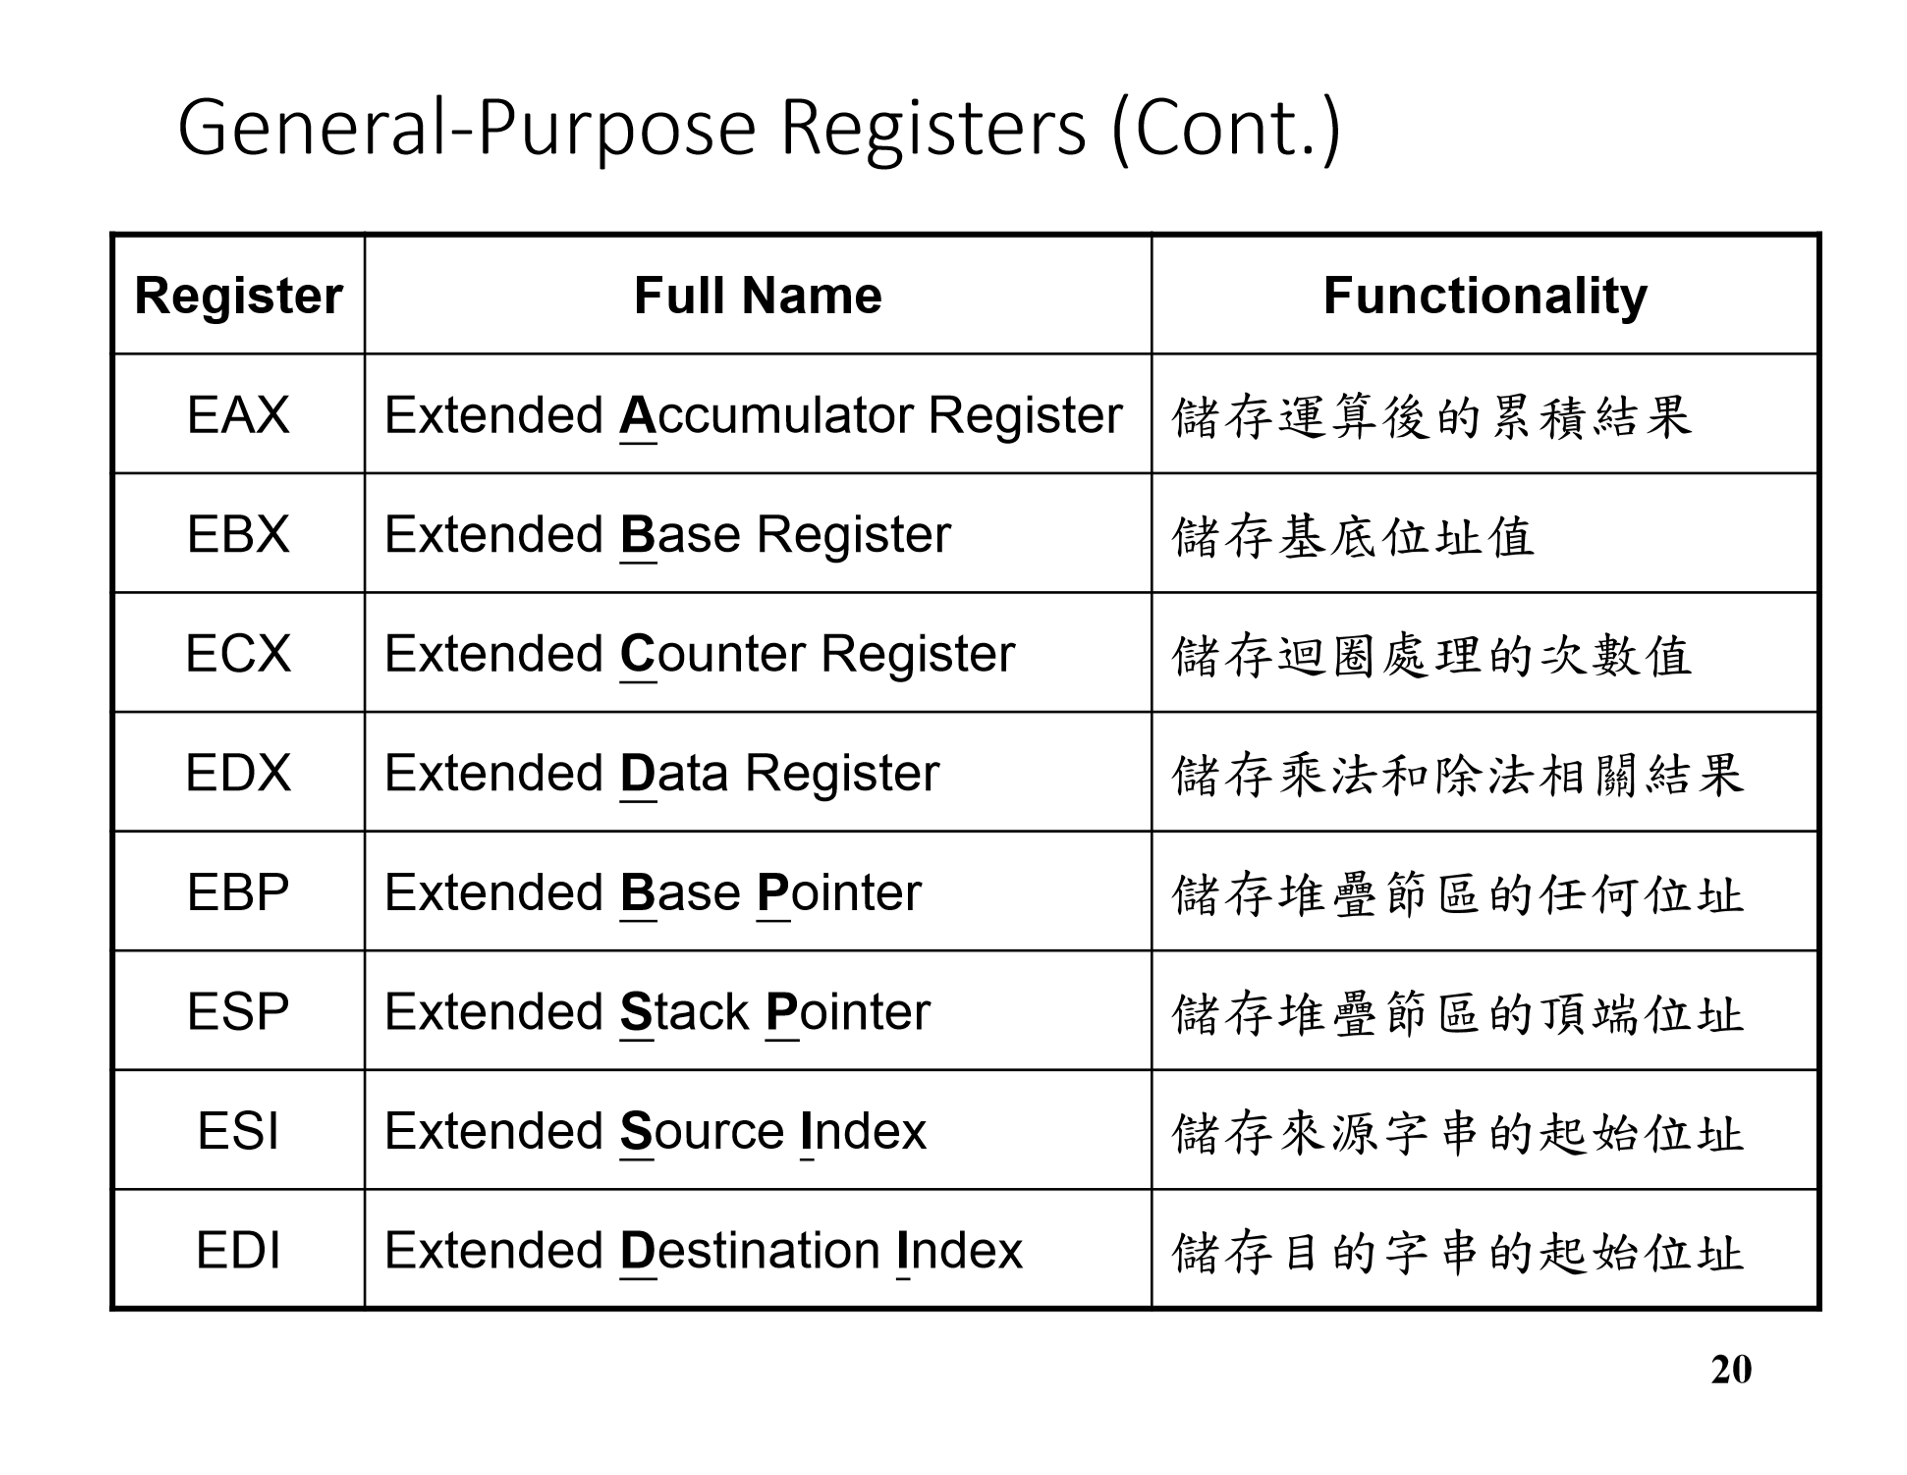 General-Purpose Registers (Cont.)
Register Full Name Functionality
EAX Extended Accumulator Register 儲存運算後的累積結果
EBX Extended Base Register 儲存基底位址值
ECX Extended Counter Register 儲存迴圈處理的次數值
EDX Extended Data Register 儲存乘法和除法相關結果
EBP Extended Base Pointer 儲存堆疊節區的任何位址
ESP Extended Stack Pointer 儲存堆疊節區的頂端位址
ESI Extended Source Index 儲存來源字串的起始位址
EDI Extended Destination Index 儲存目的字串的起始位址
20